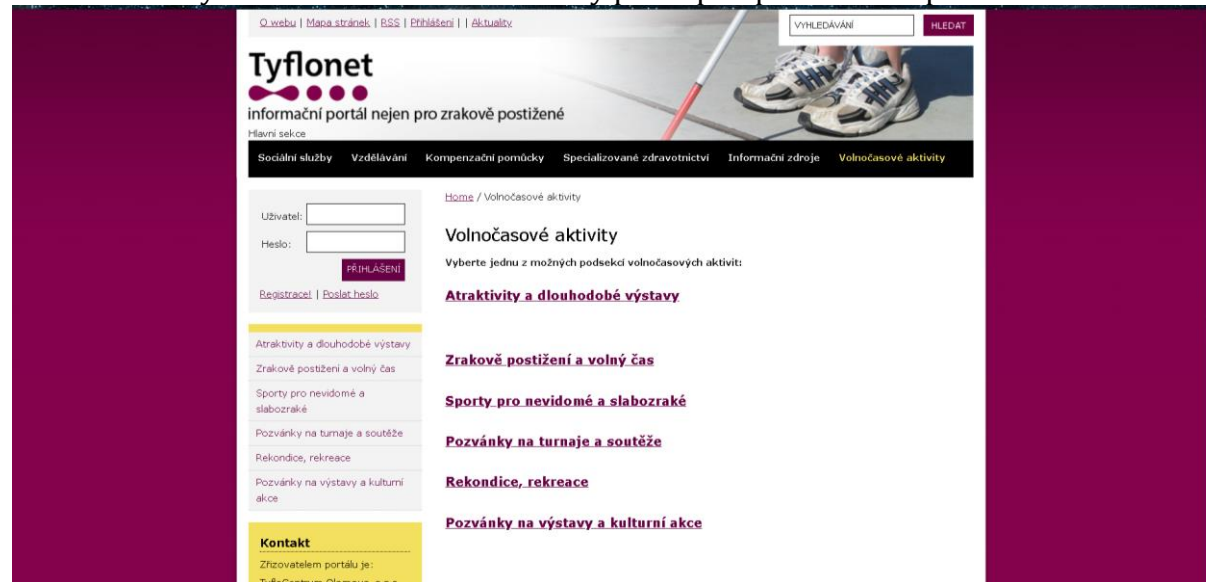 O webu | Mapa stránek | RSS | Přihlášení | | Aktuality
VYHLEDÁVÁNÍ
HLEDAT
Tyflonet
informační portál nejen pro zrakově postižené
Hlavní sekce
Sociální služby Vzdělávání Kompenzační pomůcky Specializované zdravotnictví Informační zdroje Volnočasové aktivity
Uživatel:
Heslo:
PŘIHLÁŠENÍ
Registrace! | Poslat heslo
Atraktivity a dlouhodobé výstavy
Zrakově postižení a volný čas
Sporty pro nevidomé a
slabozraké
Pozvánky na turnaje a soutěže
Rekondice, rekreace
Pozvánky na výstavy a kulturní
akce
Kontakt
Zřizovatelem portálu je:
Home / Volnočasové aktivity
Volnočasové aktivity
Vyberte jednu z možných podsekcí volnočasových aktivit:
Atraktivity a dlouhodobé výstavy
Zrakově postižení a volný čas
Sporty pro nevidomé a slabozraké
Pozvánky na turnaje a soutěže
Rekondice, rekreace
Pozvánky na výstavy a kulturní akce